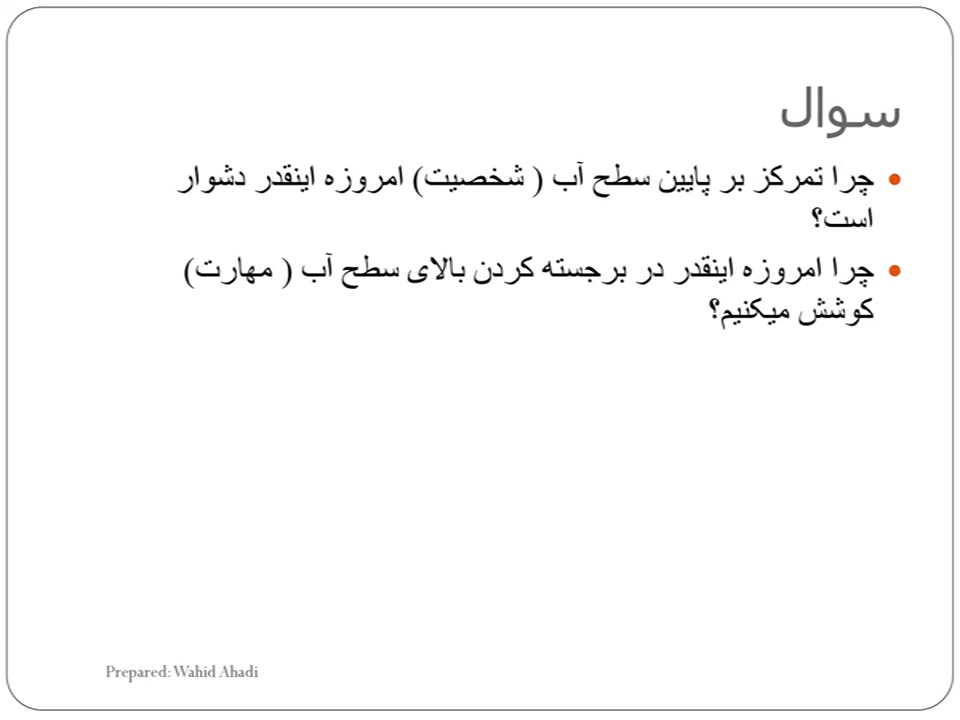 سوال
چرا تمرکز بر پایین سطح آب ( شخصیت) امروزه اینقدر دشوار
است؟
چرا امروزه اینقدر در برجسته کردن بالای سطح آب ( مهارت)
کوشش میکنیم؟
Prepared: Wahid Ahadi